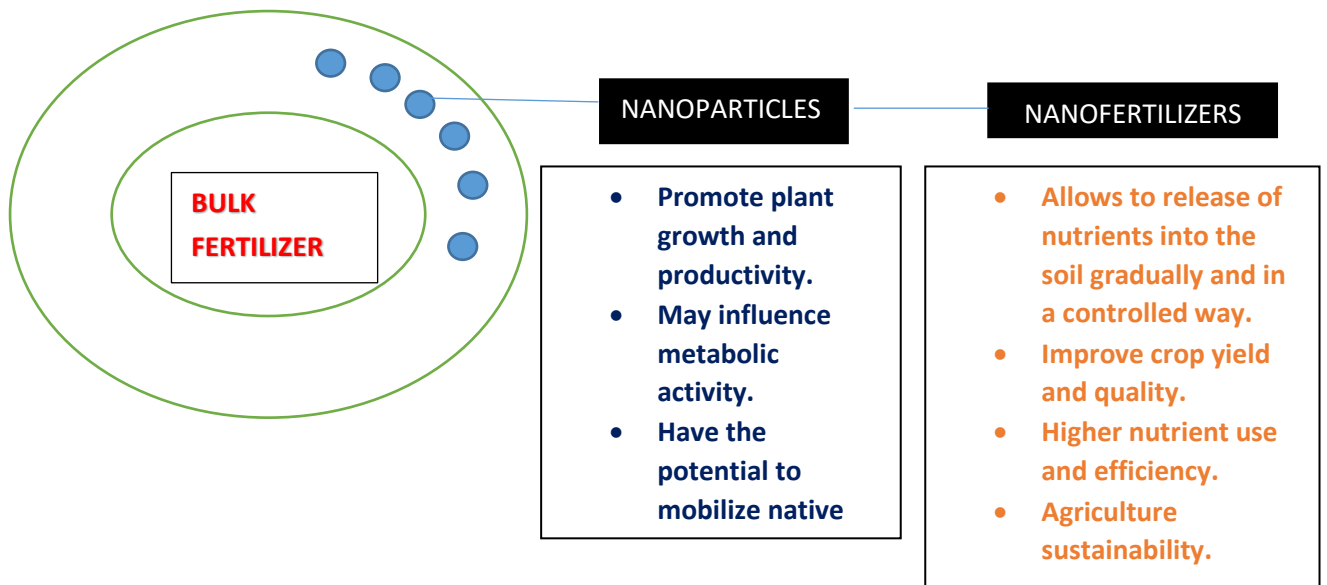 BULK
FERTILIZER
NANOPARTICLES
• Promote plant
growth and
productivity.
• May influence
metabolic
activity.
• Have the
potential to
mobilize native
NANOFERTILIZERS
• Allows to release of
nutrients into the
soil gradually and in
a controlled way.
• Improve crop yield
and quality.
• Higher nutrient use
and efficiency.
• Agriculture
sustainability.